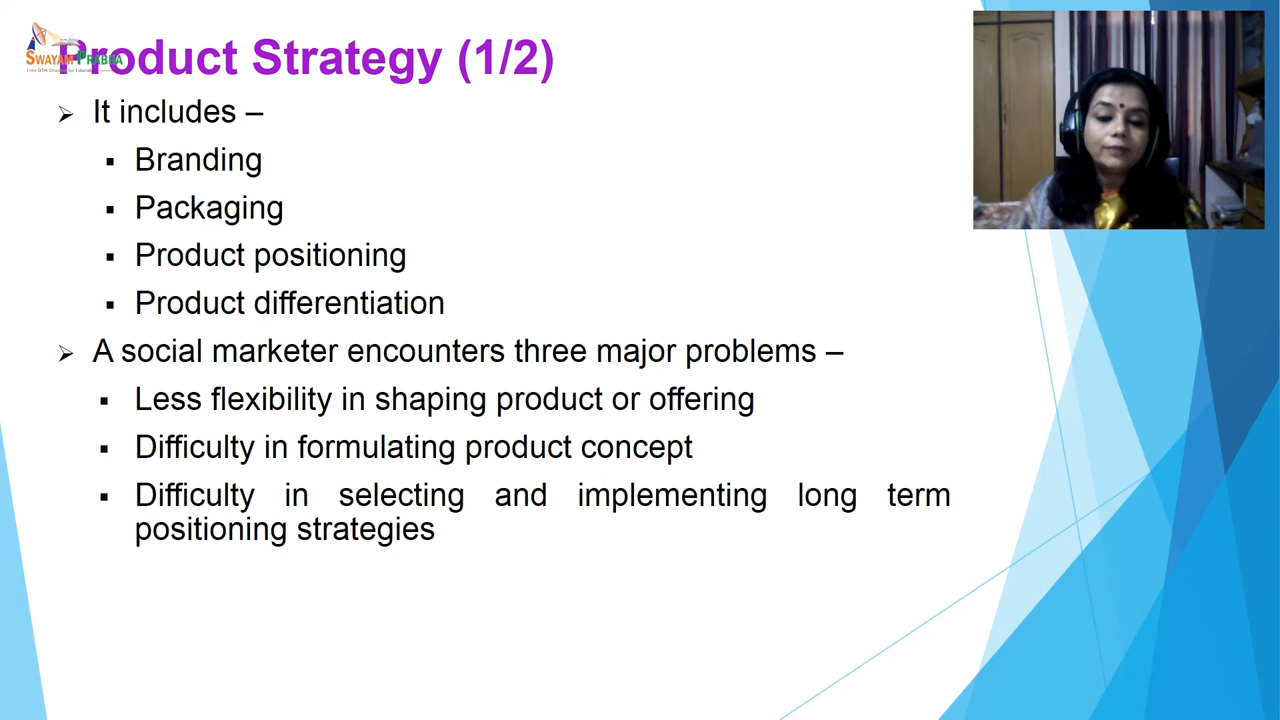 Product Strategy (1/2)
SWAYAM PRABHA
It includes –
Branding
Packaging
Product positioning
Product differentiation
A social marketer encounters three major problems –
Less flexibility in shaping product or offering
Difficulty in formulating product concept
Difficulty in selecting and implementing long term
positioning strategies